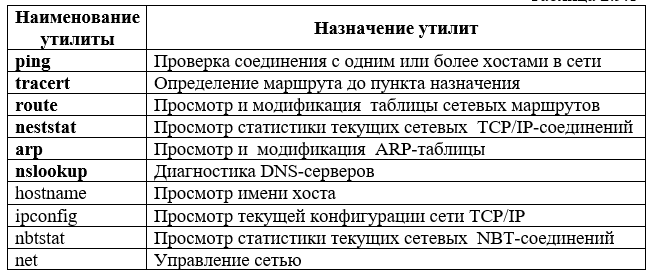 Наименование утилиты
Назначение утилит
ping Проверка соединения с одним или более хостами в сети
tracert Определение маршрута до пункта назначения
route Просмотр и модификация таблицы сетевых маршрутов
neststat Просмотр статистики текущих сетевых TCP/IP-соединений
arp Просмотр и модификация ARP-таблицы
nslookup Диагностика DNS-серверов
hostname Просмотр имени хоста
ipconfig Просмотр текущей конфигурации сети TCP/IP
nbtstat Просмотр статистики текущих сетевых NBT-соединений
net Управление сетью